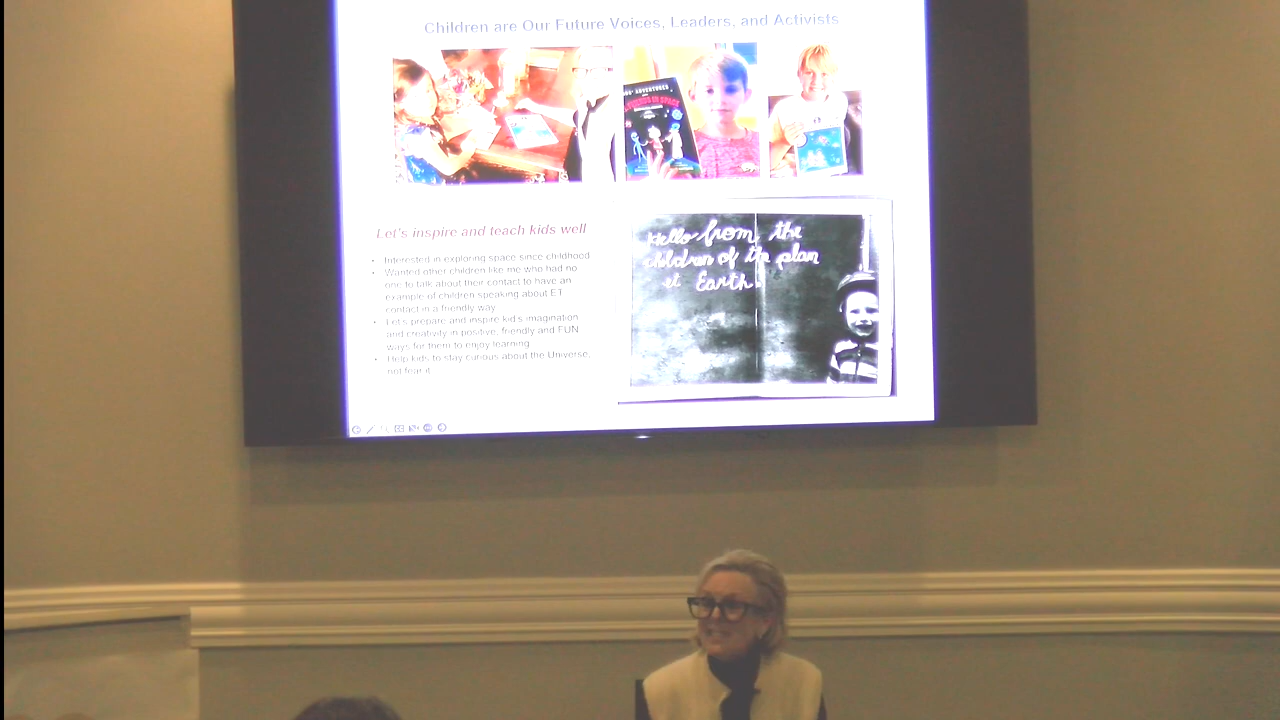 Children are Our Future Voices, Leaders, and Activists
ADVENTURES
IN SPACE
Let's inspire and teach kids well
• Interested in exploring space since childhood
• Wanted other children like me who had no
one to talk about their contact to have an
example of children speaking about ET
contact in a friendly way
• Let's prepare and inspire kid's imagination
and creativity in positive, friendly and FUN
ways for them to enjoy learning
• Help kids to stay curious about the Universe,
not fear it
Hello from the
children of the plan
et Earth.